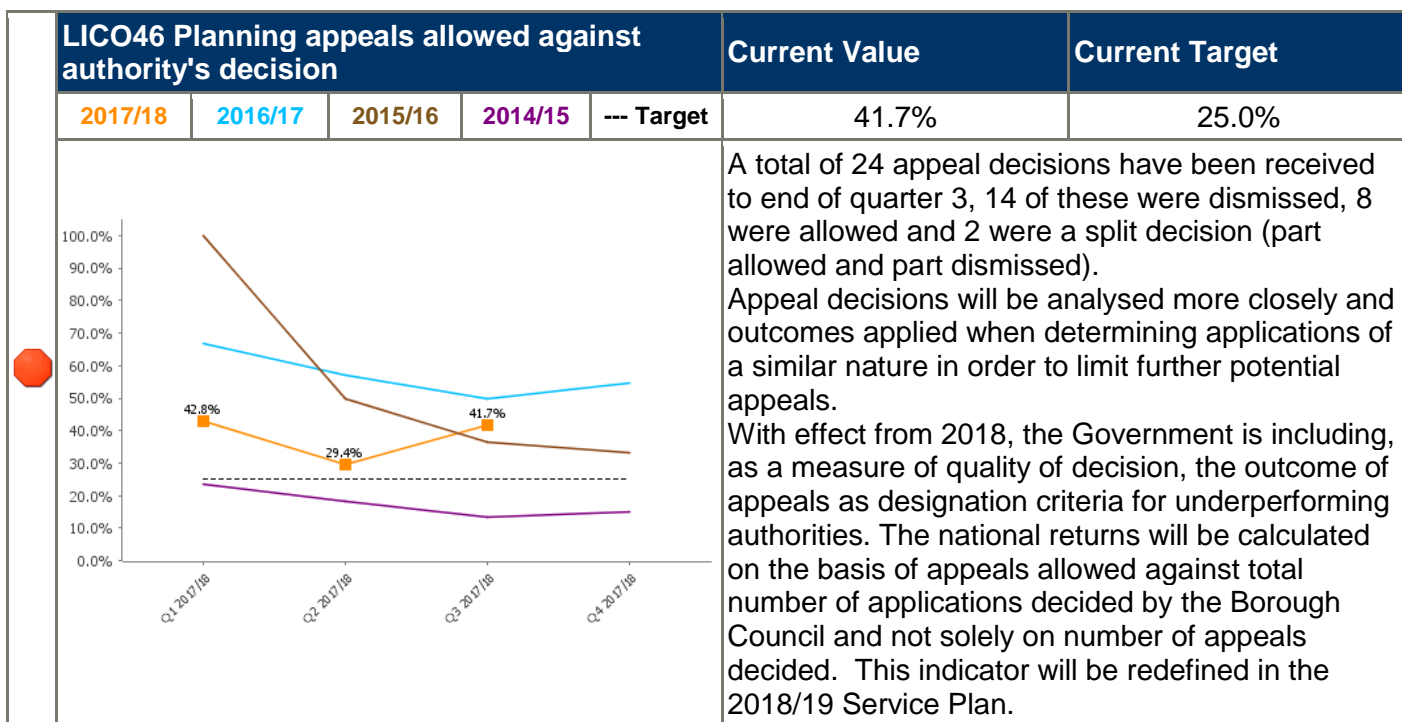 LICO46 Planning appeals allowed against
authority's decision
Current Value
Current Target
2017/18
2016/17
2015/16
2014/15
--- Target
41.7%
25.0%
100.0%
90.0%
80.0%
70.0%
60.0%
50.0%
40.0%
30.0%
20.0%
10.0%
0.0%
42.8%
29.4%
41.7%
Q1 2017/18
Q2 2017/18
Q3 2017/18
Q4 2017/18
A total of 24 appeal decisions have been received
to end of quarter 3, 14 of these were dismissed, 8
were allowed and 2 were a split decision (part
allowed and part dismissed).
Appeal decisions will be analysed more closely and
outcomes applied when determining applications of
a similar nature in order to limit further potential
appeals.
With effect from 2018, the Government is including,
as a measure of quality of decision, the outcome of
appeals as designation criteria for underperforming
authorities. The national returns will be calculated
on the basis of appeals allowed against total
number of applications decided by the Borough
Council and not solely on number of appeals
decided.  This indicator will be redefined in the
2018/19 Service Plan.